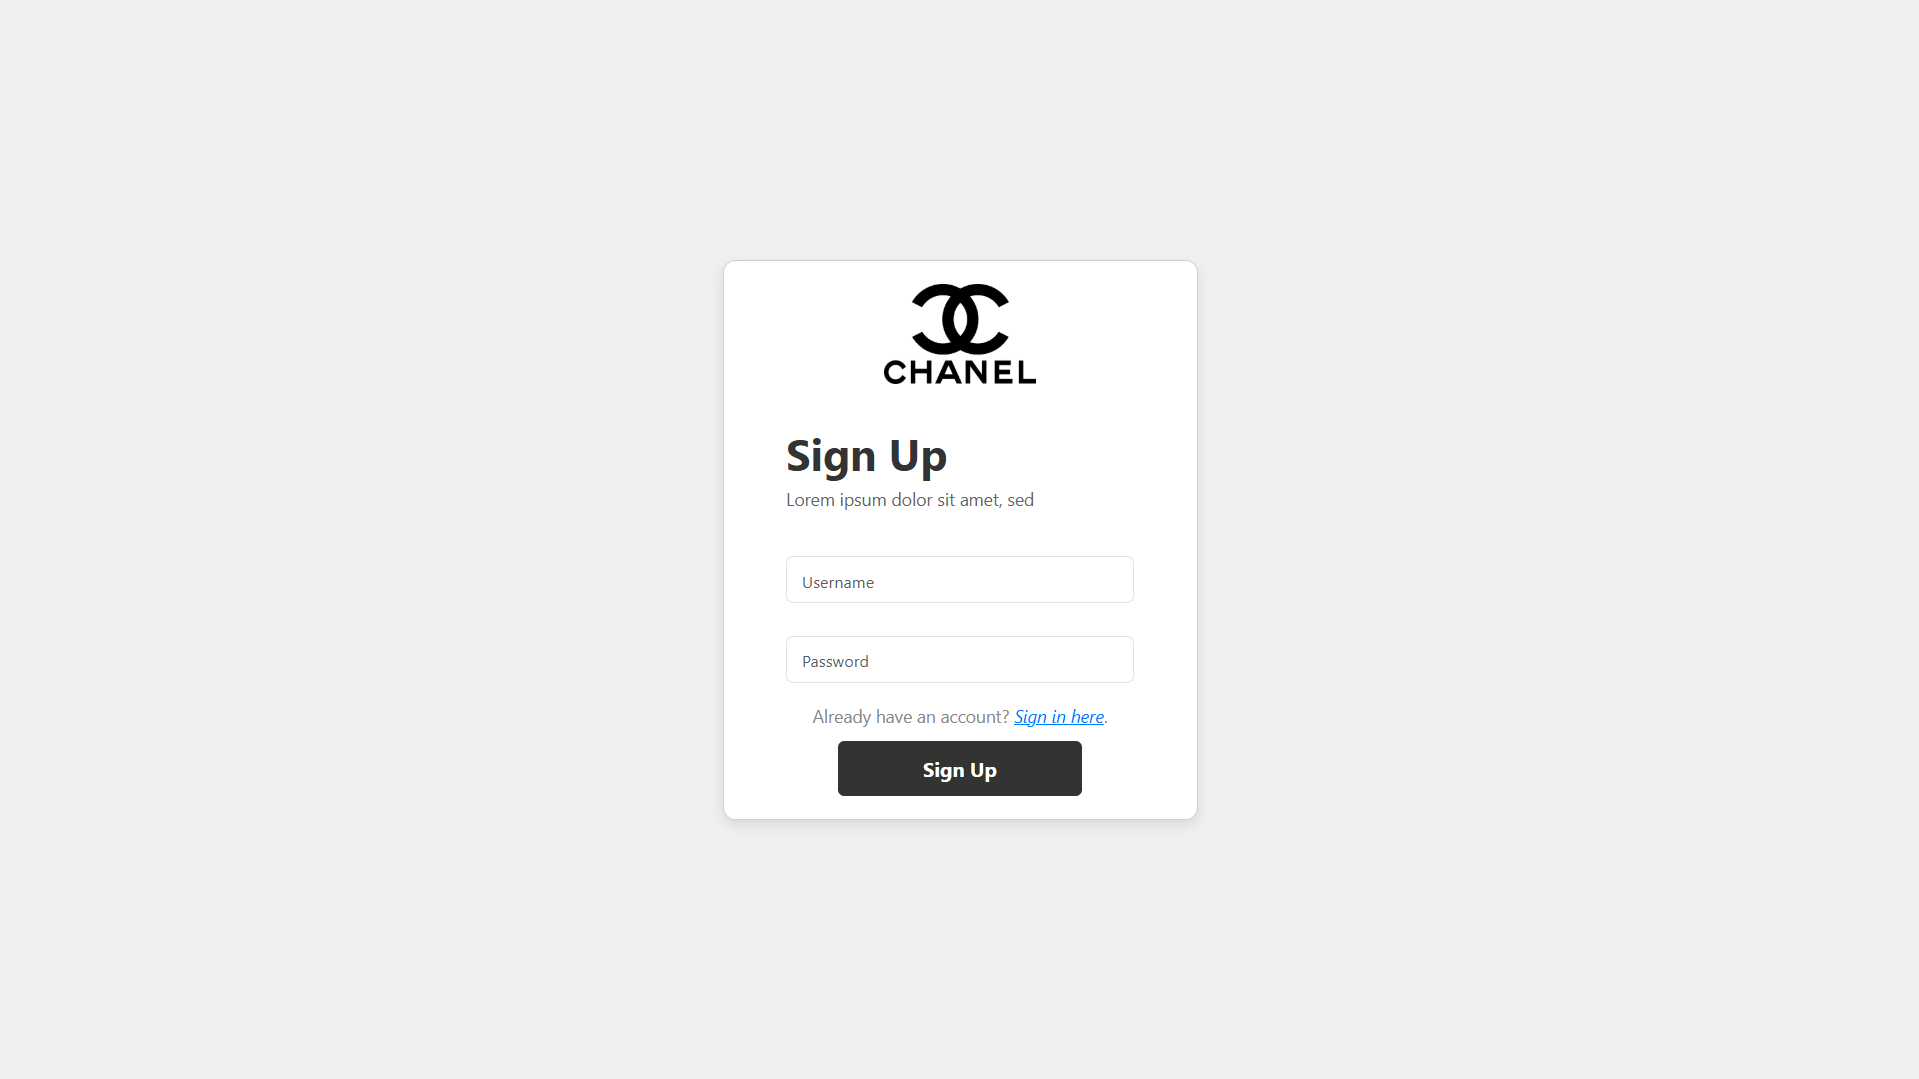 CHANEL
Sign Up
Lorem ipsum dolor sit amet, sed
Username
Password
Already have an account? Sign in here.
Sign Up